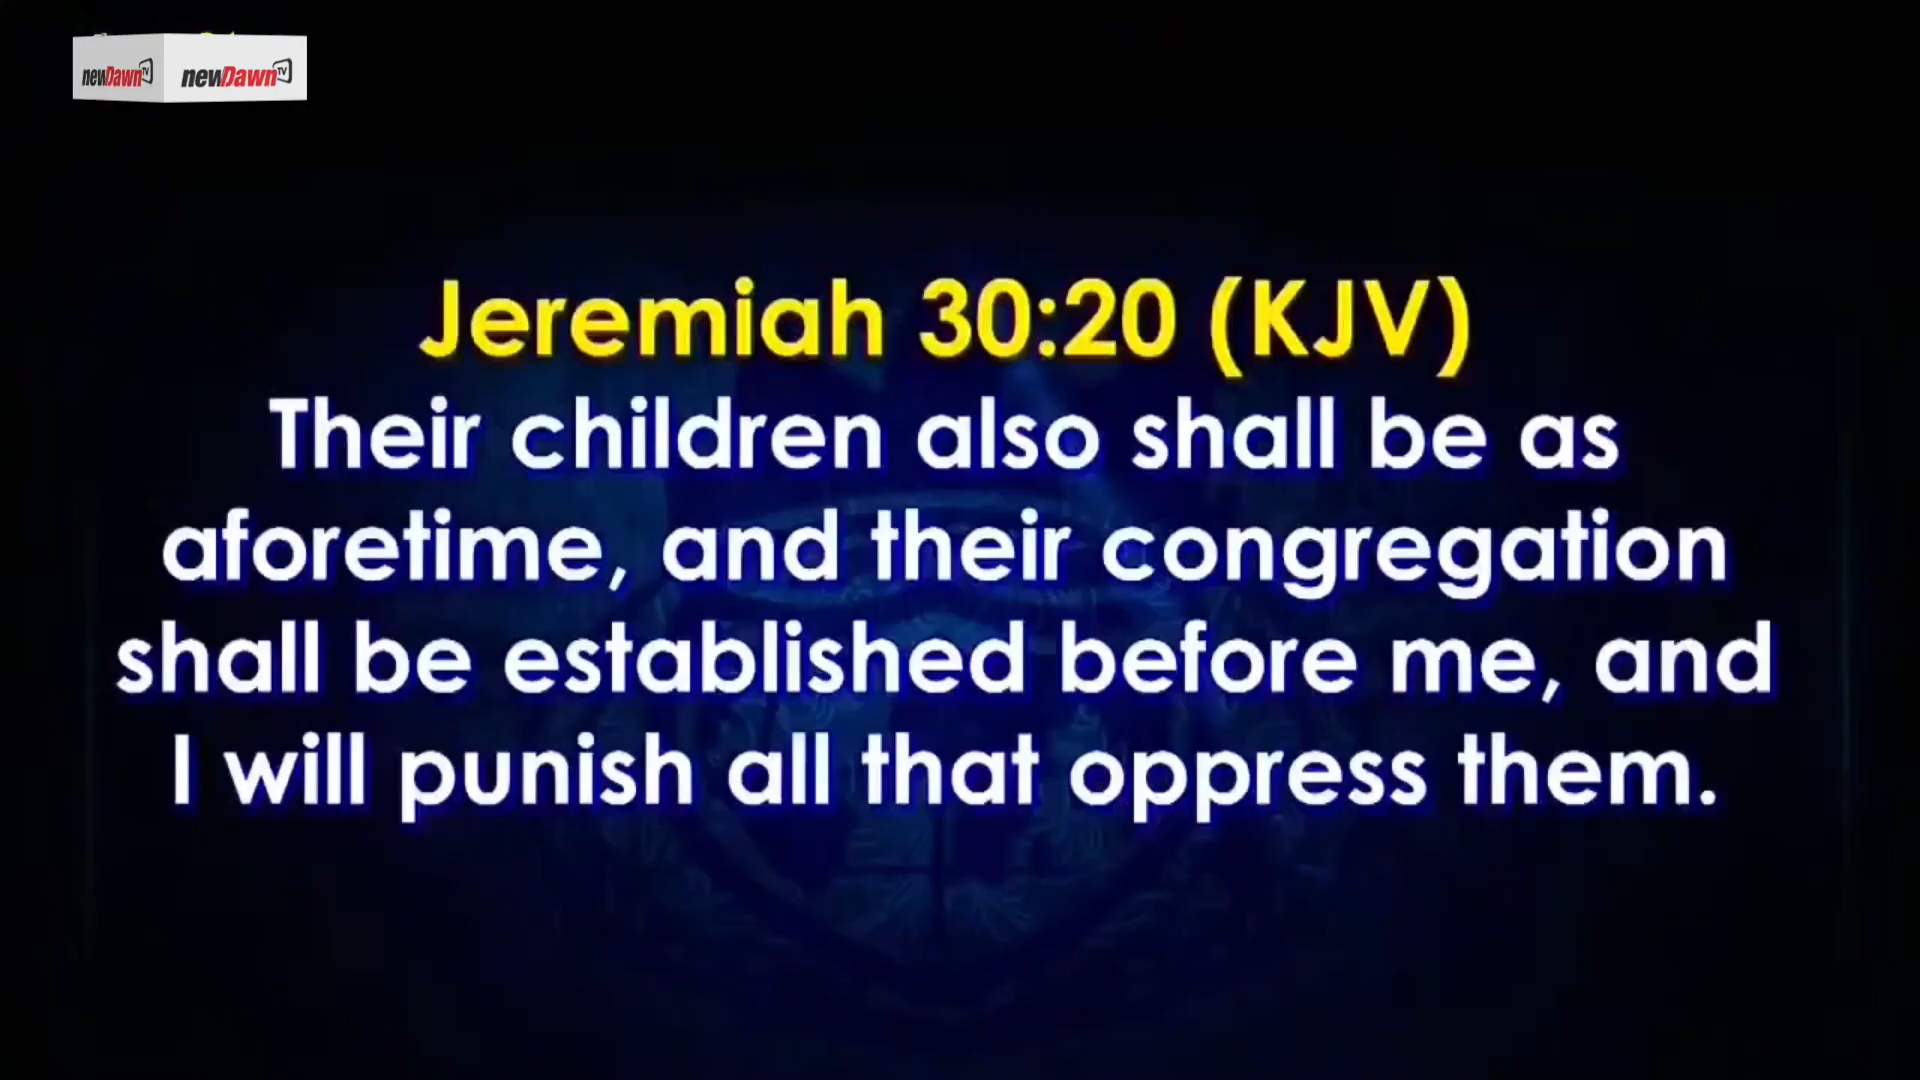 newDawn TV newDawn TV
Jeremiah 30:20 (KJV)
Their children also shall be as
aforetime, and their congregation
shall be established before me, and
I will punish all that oppress them.